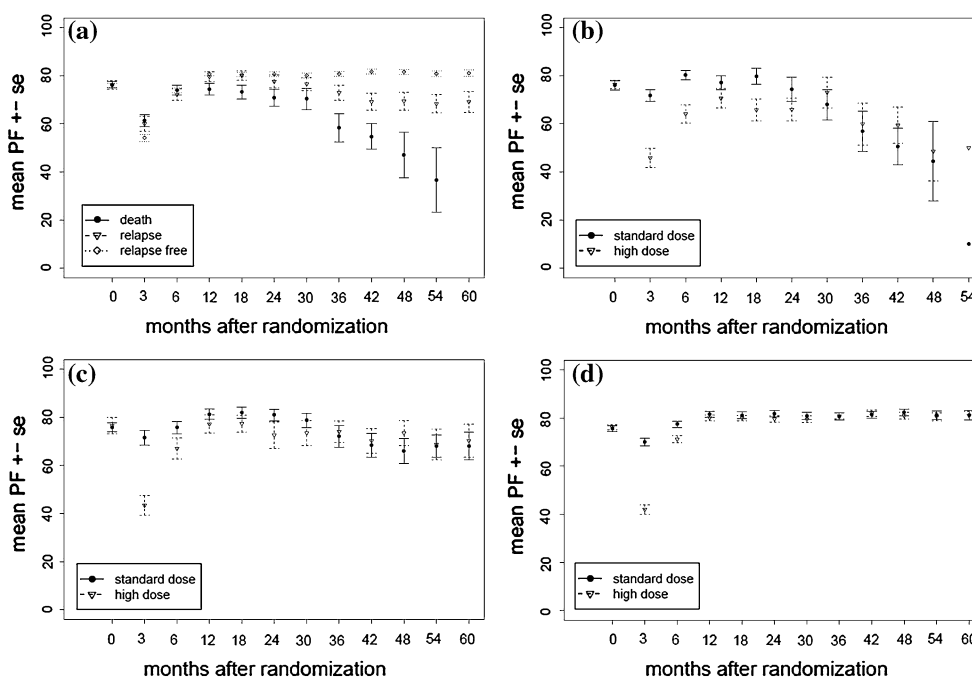 (a)
mean PF +- se
100
80
60
40
20
0
death
relapse
relapse free
0 3 6 12 18 24 30 36 42 48 54 60
months after randomization
(b)
mean PF +- se
100
80
60
40
20
0
standard dose
high dose
0 3 6 12 18 24 30 36 42 48 54
months after randomization
(c)
mean PF +- se
100
80
60
40
20
0
standard dose
high dose
0 3 6 12 18 24 30 36 42 48 54 60
months after randomization
(d)
mean PF +- se
100
80
60
40
20
0
standard dose
high dose
0 3 6 12 18 24 30 36 42 48 54 60
months after randomization